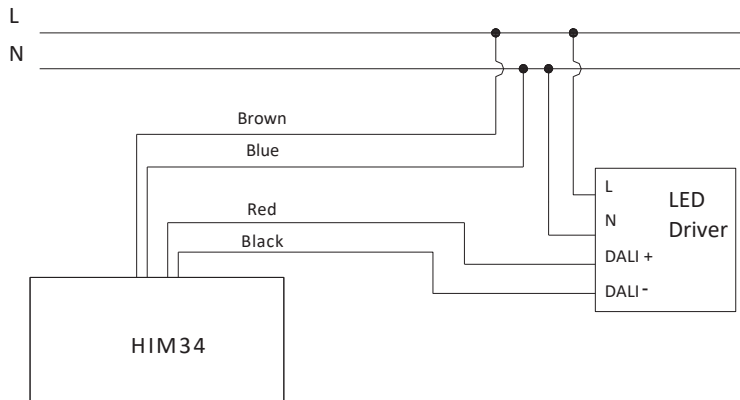 L
N
Brown
Blue
Red
Black
HIM34
L
N
DALI +
DALI -
LED
Driver